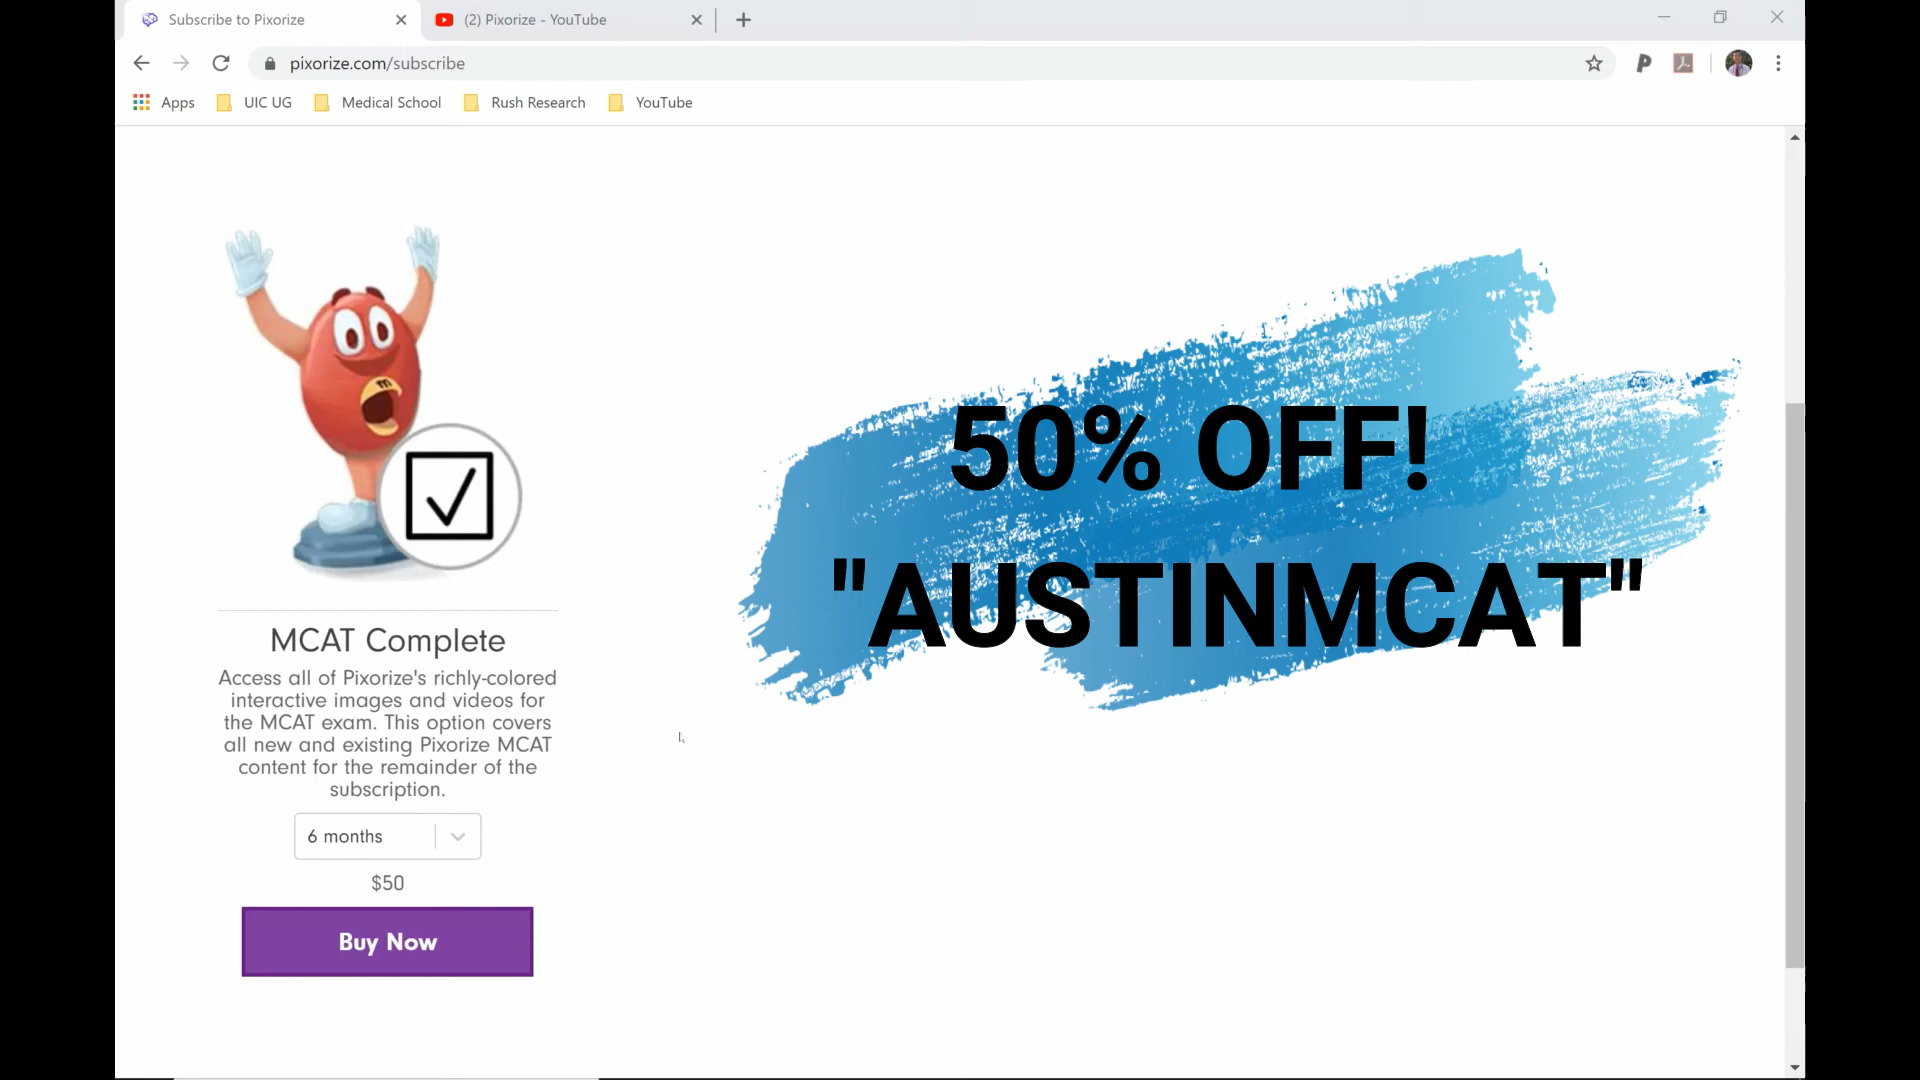 Subscribe to Pixorize
(2) Pixorize - YouTube
pixorize.com/subscribe
Apps
UIC UG
Medical School
Rush Research
YouTube
50% OFF!
"AUSTINMCAT"
MCAT Complete
Access all of Pixorize's richly-colored
interactive images and videos for
the MCAT exam. This option covers
all new and existing Pixorize MCAT
content for the remainder of the
subscription.
6 months
$50
Buy Now